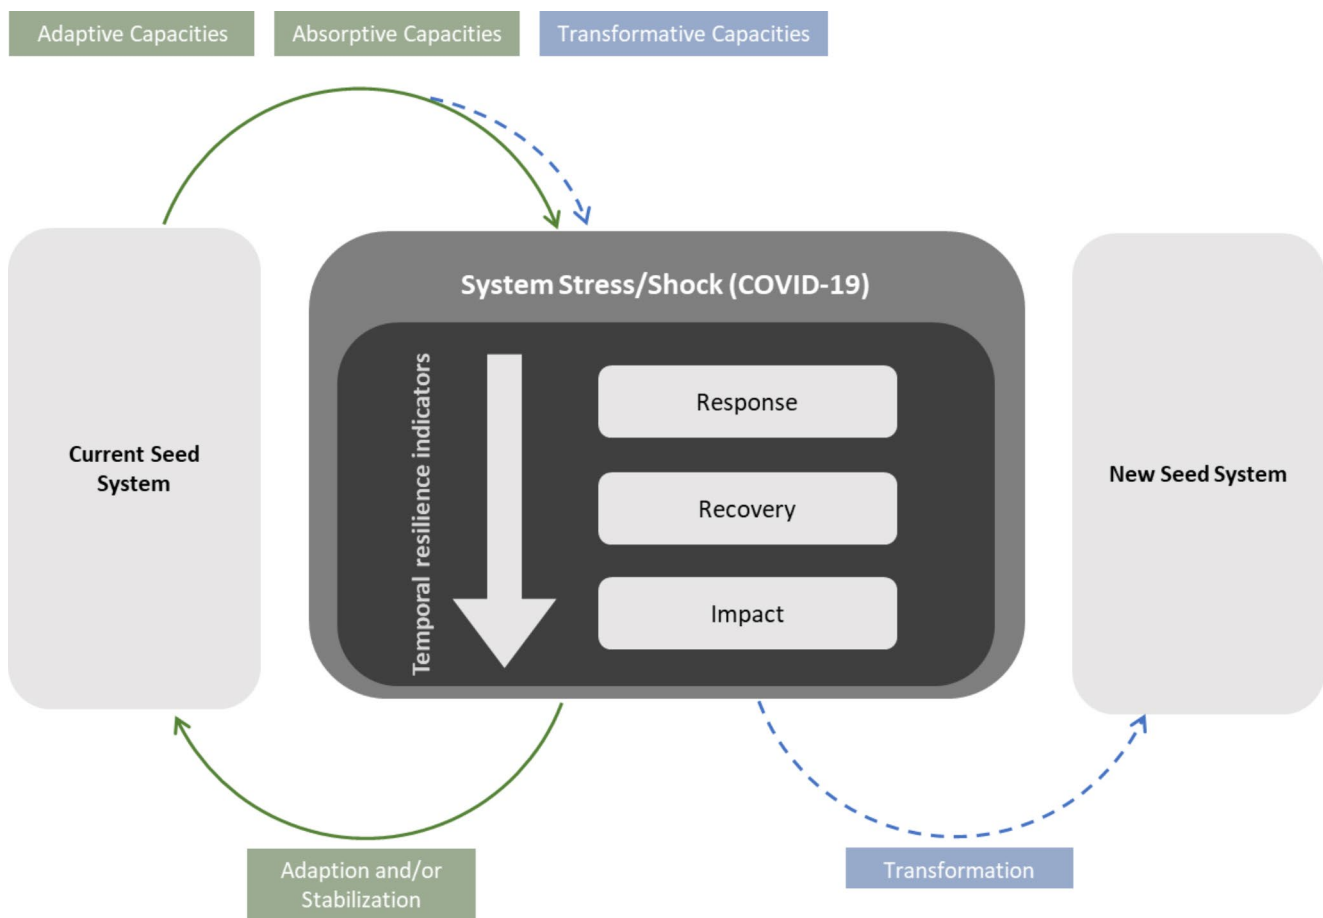 Adaptive Capacities
Absorptive Capacities
Transformative Capacities
System Stress/Shock (COVID-19)
Temporal resilience indicators
Response
Recovery
Impact
Current Seed
System
New Seed System
Adaption and/or
Stabilization
Transformation